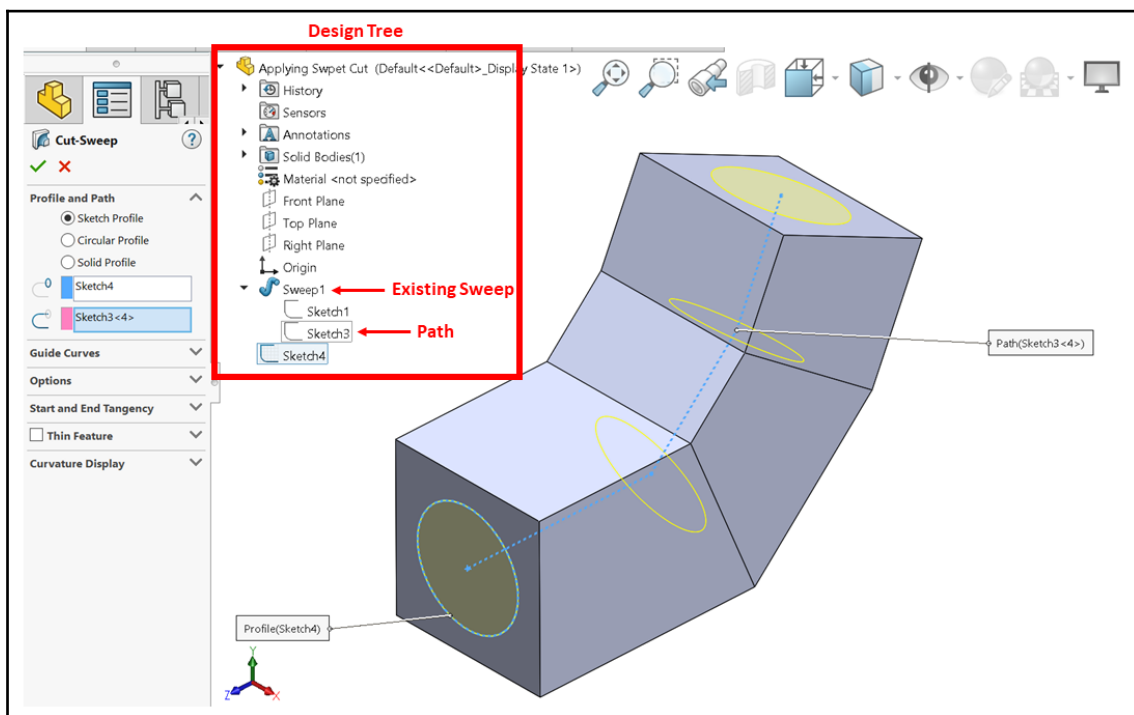 Design Tree
Applying Swpet Cut (Default<<Default>_Display State 1>)
History
Sensors
Annotations
Solid Bodies(1)
Material <not specified>
Front Plane
Top Plane
Right Plane
Origin
Sweep1
Existing Sweep
Sketch1
Sketch3
Path
Sketch4
Cut-Sweep
?
Profile and Path
Sketch Profile
Circular Profile
Solid Profile
Sketch4
Sketch3<4>
Guide Curves
Options
Start and End Tangency
Thin Feature
Curvature Display
Path(Sketch3<4>)
Profile(Sketch4)
Y
Z
X